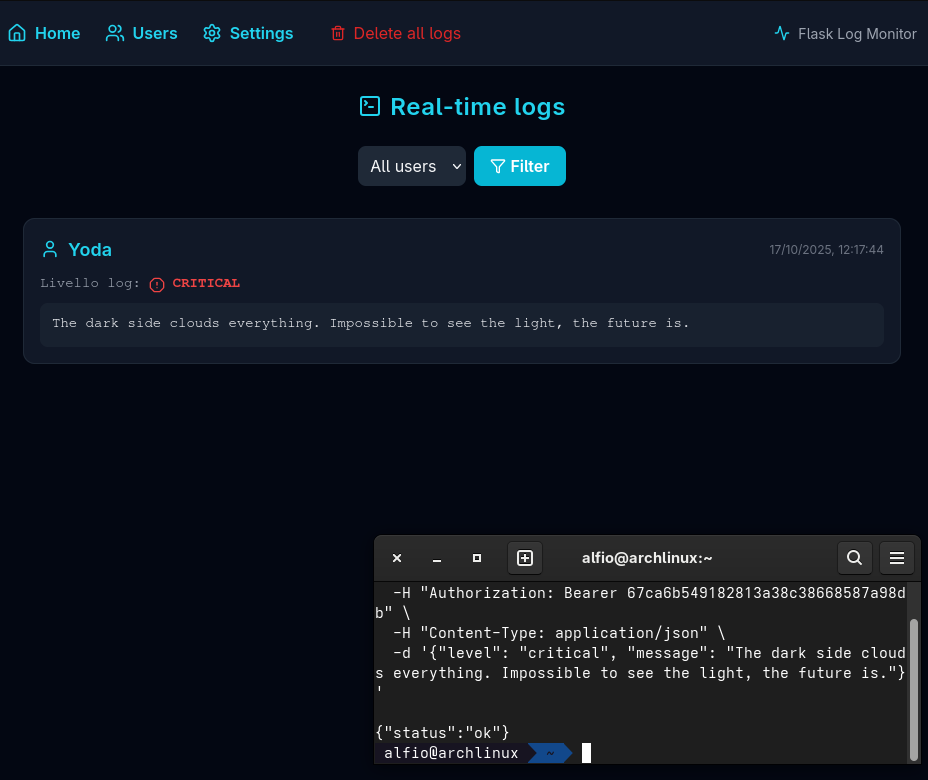 Home Users Settings Delete all logs Flask Log Monitor
Real-time logs
All users Filter
Yoda 17/10/2025, 12:17:44
Livello log: CRITICAL
The dark side clouds everything. Impossible to see the light, the future is.
alfio@archlinux:~
-H "Authorization: Bearer 67ca6b549182813a38c38668587a98d
b" \
-H "Content-Type: application/json" \
-d '{"level": "critical", "message": "The dark side cloud
s everything. Impossible to see the light, the future is."}
'
{"status":"ok"}
alfio@archlinux ~